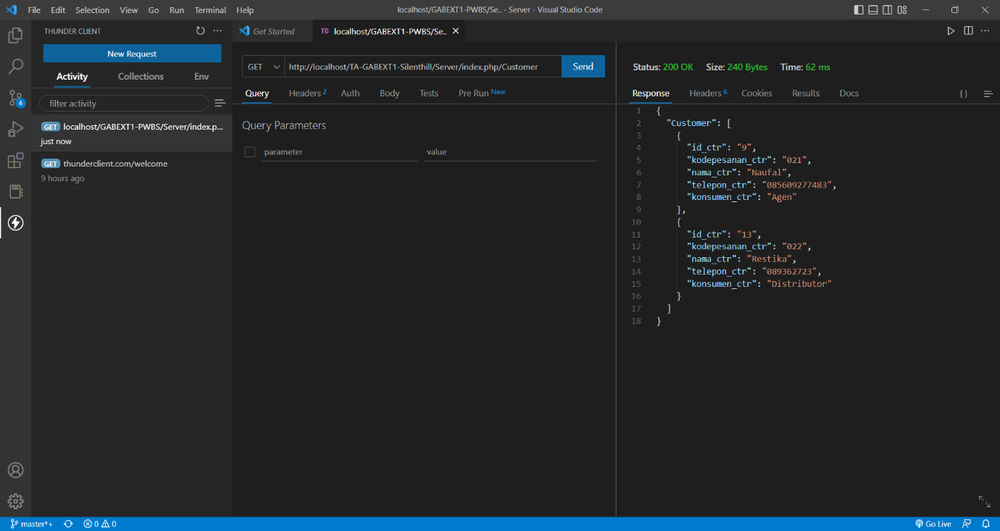 File Edit Selection View Go Run Terminal Help
localhost/GABEXT1-PWBS/Se.. - Server - Visual Studio Code
THUNDER CLIENT
New Request
Activity Collections Env
filter activity
GET localhost/GABEXT1-PWBS/Server/index.p...
just now
GET thunderclient.com/welcome
9 hours ago
6
Get Started
TC localhost/GABEXT1-PWBS/Se..
GET http://localhost/TA-GABEXT1-Silenthill/Server/index.php/Customer Send
Query Headers 2 Auth Body Tests Pre Run New
Query Parameters
parameter value
Status: 200 OK Size: 240 Bytes Time: 62 ms
Response Headers 6 Cookies Results Docs {}
1 {
2 "Customer": [
3 {
4 "id_ctr": "9",
5 "kodepesanan_ctr": "021",
6 "nama_ctr": "Naufal",
7 "telepon_ctr": "085609277483",
8 "konsumen_ctr": "Agen"
9 },
10 {
11 "id_ctr": "13",
12 "kodepesanan_ctr": "022",
13 "nama_ctr": "Restika",
14 "telepon_ctr": "089362723",
15 "konsumen_ctr": "Distributor"
16 }
17 ]
18 }
master*+ 0 0 Go Live